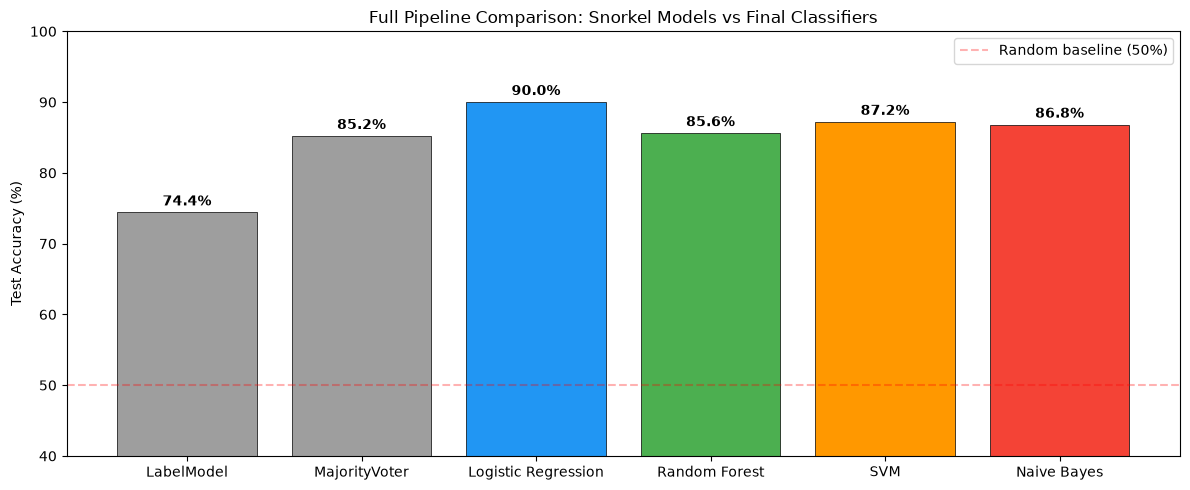 Full Pipeline Comparison: Snorkel Models vs Final Classifiers
Random baseline (50%)
Test Accuracy (%)
100
90
80
70
60
50
40
74.4%
85.2%
90.0%
85.6%
87.2%
86.8%
LabelModel
MajorityVoter
Logistic Regression
Random Forest
SVM
Naive Bayes